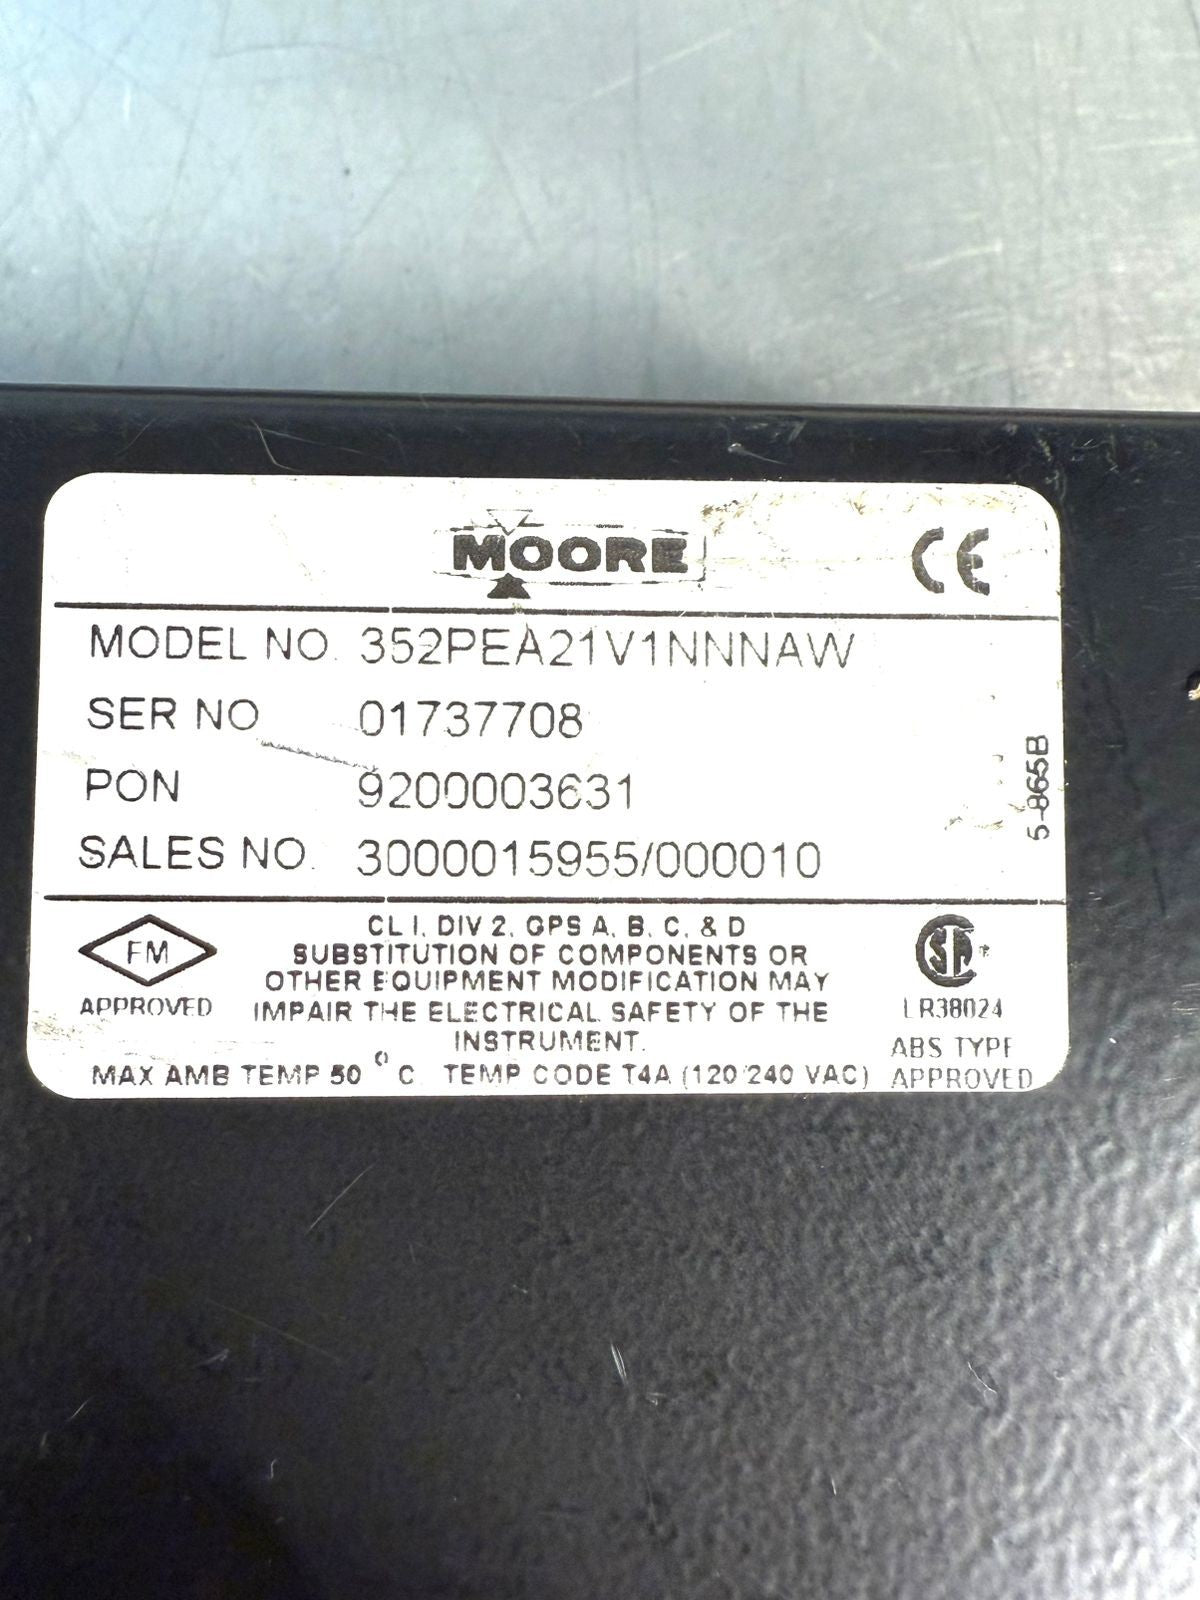 MOORE
CE
MODEL NO. 352PEA21V1NNNAW
SER NO 01737708
PON 9200003631
SALES NO. 3000015955/000010
5-865B
FM
APPROVED
CL I, DIV 2, GPS A, B, C, & D
SUBSTITUTION OF COMPONENTS OR
OTHER EQUIPMENT MODIFICATION MAY
IMPAIR THE ELECTRICAL SAFETY OF THE
INSTRUMENT.
MAX AMB TEMP 50 °C. TEMP CODE T4A (120/240 VAC)
SA®
LR38024
ABS TYPE
APPROVED